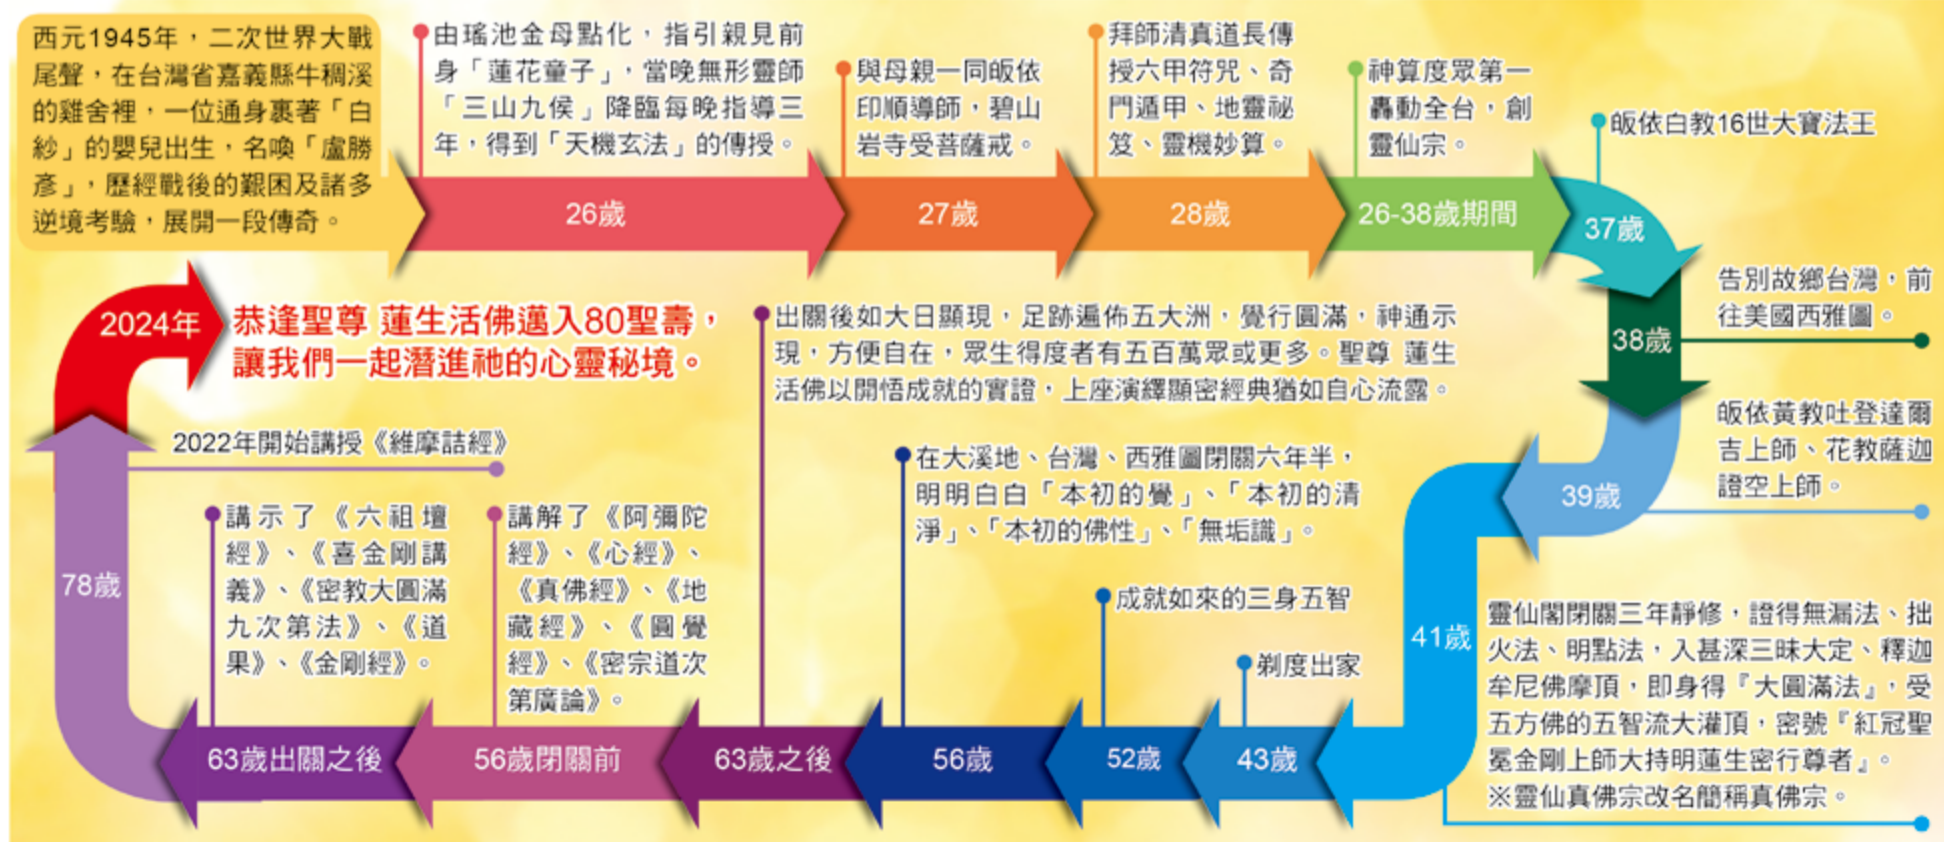 西元1945年，二次世界大戰
尾聲，在台灣省嘉義縣牛稠溪
的雞舍裡，一位通身裹著「白
紗」的嬰兒出生，名喚「盧勝
彥」，歷經戰後的艱困及諸多
逆境考驗，展開一段傳奇。
由瑤池金母點化，指引親見前
身「蓮花童子」，當晚無形靈師
「三山九侯」降臨每晚指導三
年，得到「天機玄法」的傳授。
26歲
與母親一同皈依
印順導師，碧山
岩寺受菩薩戒。
27歲
拜師清真道長傳
授六甲符咒、奇
門遁甲、地靈祕
笈、靈機妙算。
28歲
神算度眾第一
轟動全台，創
靈仙宗。
26-38歲期間
皈依白教16世大寶法王
37歲
告別故鄉台灣，前
往美國西雅圖。
38歲
皈依黃教吐登達爾
吉上師、花教薩迦
證空上師。
39歲
靈仙閣閉關三年靜修，證得無漏法、拙
火法、明點法，入甚深三昧大定、釋迦
牟尼佛摩頂，即身得『大圓滿法』，受
五方佛的五智流大灌頂，密號『紅冠聖
冕金剛上師大持明蓮生密行尊者』。
※靈仙真佛宗改名簡稱真佛宗。
41歲
剃度出家
43歲
成就如來的三身五智
52歲
在大溪地、台灣、西雅圖閉關六年半，
明明白白「本初的覺」、「本初的清
淨」、「本初的佛性」、「無垢識」。
56歲
出關後如大日顯現，足跡遍佈五大洲，覺行圓滿，神通示
現，方便自在，眾生得度者有五百萬眾或更多。聖尊 蓮生
活佛以開悟成就的實證，上座演繹顯密經典猶如自心流露。
63歲之後
講解了《阿彌陀
經》、《心經》、
《真佛經》、《地
藏經》、《圓覺
經》、《密宗道次
第廣論》。
56歲閉關前
講示了《六祖壇
經》、《喜金剛講
義》、《密教大圓滿
九次第法》、《道
果》、《金剛經》。
63歲出關之後
2022年開始講授《維摩詰經》
78歲
2024年
恭逢聖尊 蓮生活佛邁入80聖壽，
讓我們一起潛進祂的心靈秘境。